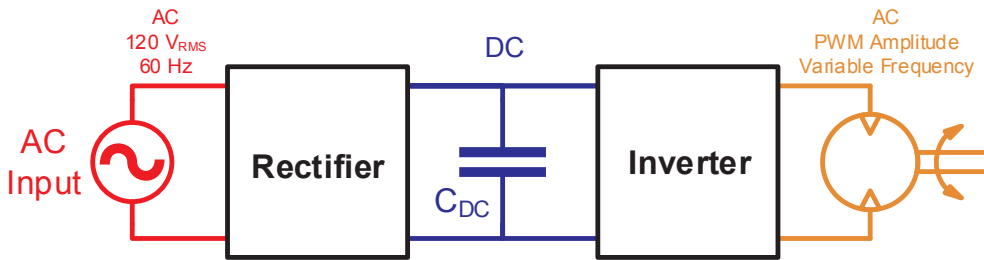 AC
120 VRMS
60 Hz
AC
Input
Rectifier
DC
CDC
Inverter
AC
PWM Amplitude
Variable Frequency